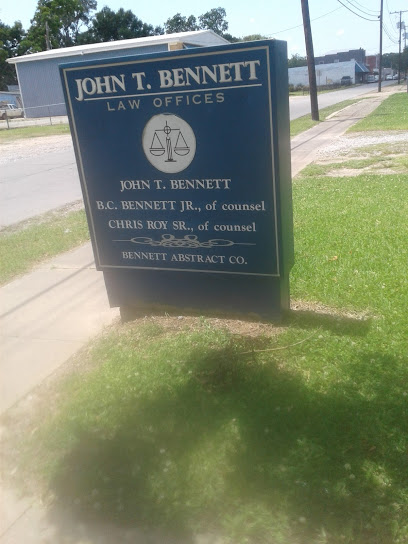 JOHN T. BENNETT
LAW OFFICES
JOHN T. BENNETT
B.C. BENNETT JR., of counsel
CHRIS ROY SR., of counsel
BENNETT ABSTRACT CO.